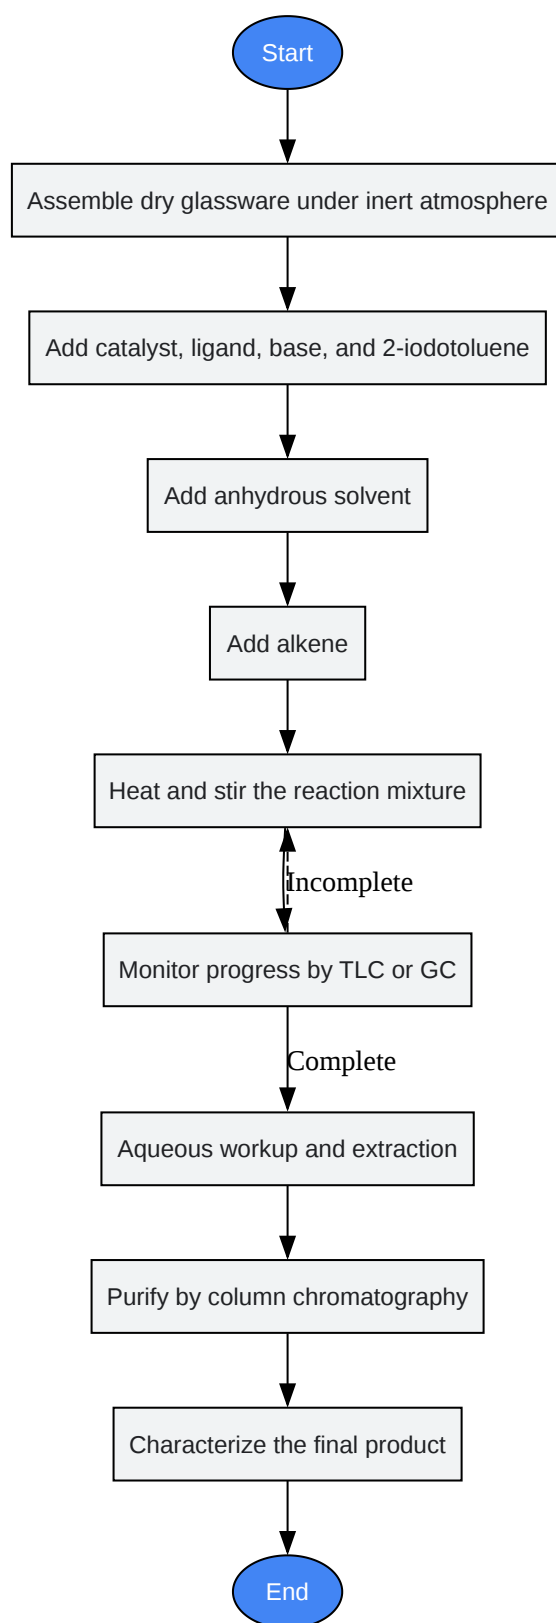 Start
Assemble dry glassware under inert atmosphere
Add catalyst, ligand, base, and 2-iodotoluene
Add anhydrous solvent
Add alkene
Heat and stir the reaction mixture
Incomplete
Monitor progress by TLC or GC
Complete
Aqueous workup and extraction
Purify by column chromatography
Characterize the final product
End